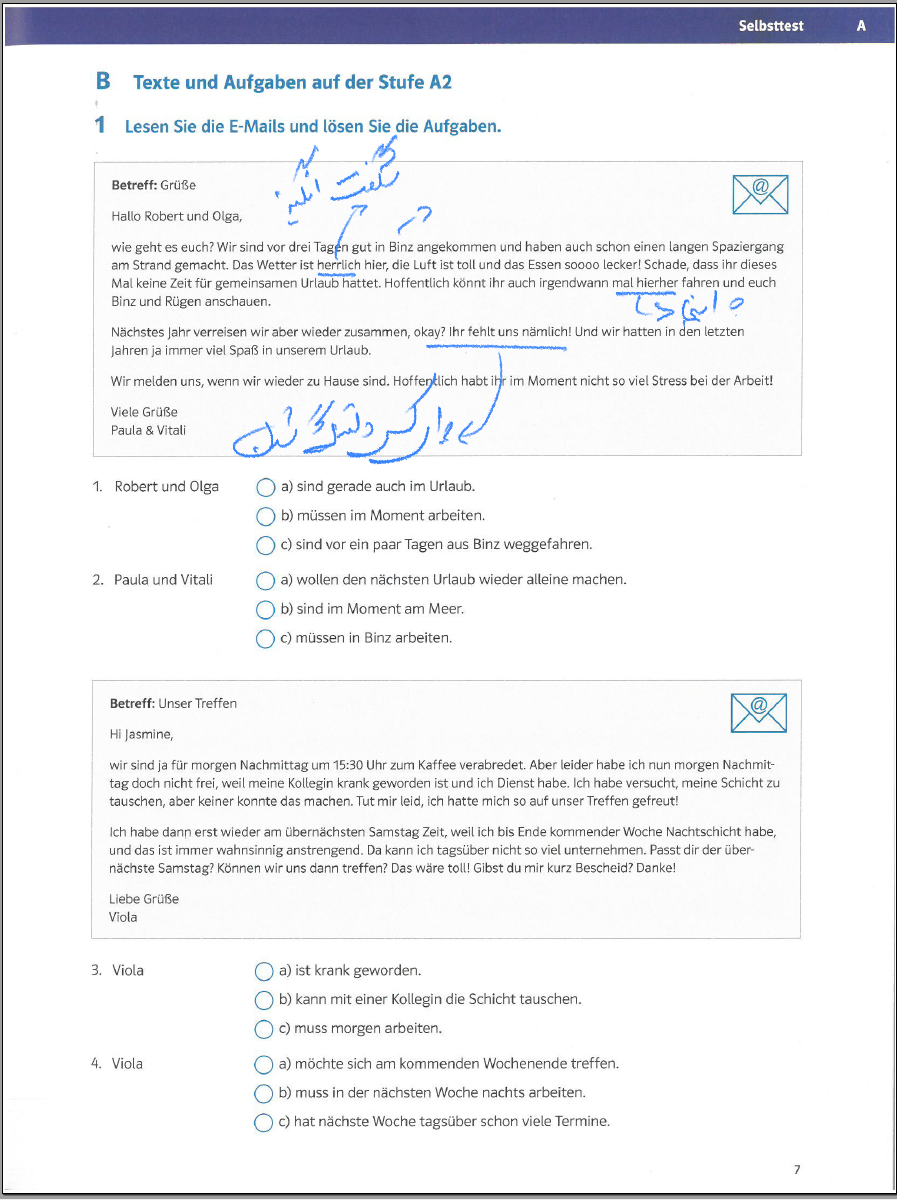 Selbsttest A
B Texte und Aufgaben auf der Stufe A2
1 Lesen Sie die E-Mails und lösen Sie die Aufgaben.
Betreff: Grüße
Hallo Robert und Olga,
wie geht es euch? Wir sind vor drei Tagen gut in Binz angekommen und haben auch schon einen langen Spaziergang
am Strand gemacht. Das Wetter ist herrlich hier, die Luft ist toll und das Essen soooo lecker! Schade, dass ihr dieses
Mal keine Zeit für gemeinsamen Urlaub hattet. Hoffentlich könnt ihr auch irgendwann mal hierher fahren und euch
Binz und Rügen anschauen.
Nächstes Jahr verreisen wir aber wieder zusammen, okay? Ihr fehlt uns nämlich! Und wir hatten in den letzten
Jahren ja immer viel Spaß in unserem Urlaub.
Wir melden uns, wenn wir wieder zu Hause sind. Hoffentlich habt ihr im Moment nicht so viel Stress bei der Arbeit!
Viele Grüße
Paula & Vitali
1. Robert und Olga
a) sind gerade auch im Urlaub.
b) müssen im Moment arbeiten.
c) sind vor ein paar Tagen aus Binz weggefahren.
2. Paula und Vitali
a) wollen den nächsten Urlaub wieder alleine machen.
b) sind im Moment am Meer.
c) müssen in Binz arbeiten.
Betreff: Unser Treffen
Hi Jasmine,
wir sind ja für morgen Nachmittag um 15:30 Uhr zum Kaffee verabredet. Aber leider habe ich nun morgen Nachmit-
tag doch nicht frei, weil meine Kollegin krank geworden ist und ich Dienst habe. Ich habe versucht, meine Schicht zu
tauschen, aber keiner konnte das machen. Tut mir leid, ich hatte mich so auf unser Treffen gefreut!
Ich habe dann erst wieder am übernächsten Samstag Zeit, weil ich bis Ende kommender Woche Nachtschicht habe,
und das ist immer wahnsinnig anstrengend. Da kann ich tagsüber nicht so viel unternehmen. Passt dir der über-
nächste Samstag? Können wir uns dann treffen? Das wäre toll! Gibst du mir kurz Bescheid? Danke!
Liebe Grüße
Viola
3. Viola
a) ist krank geworden.
b) kann mit einer Kollegin die Schicht tauschen.
c) muss morgen arbeiten.
4. Viola
a) möchte sich am kommenden Wochenende treffen.
b) muss in der nächsten Woche nachts arbeiten.
c) hat nächste Woche tagsüber schon viele Termine.
7